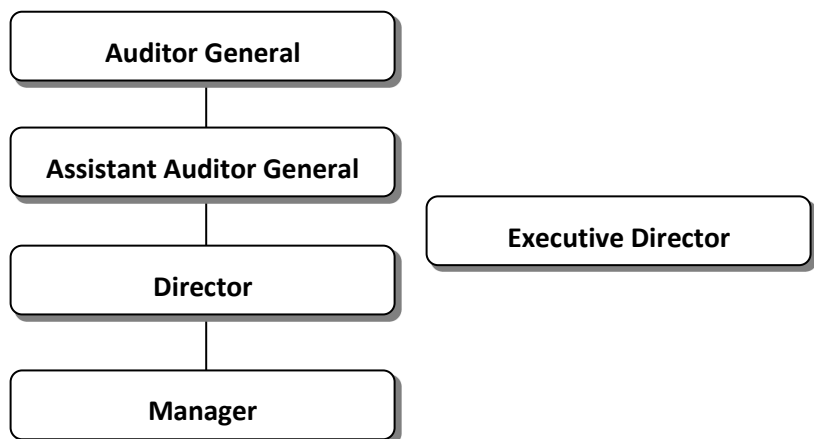 Auditor General
Assistant Auditor General
Executive Director
Director
Manager